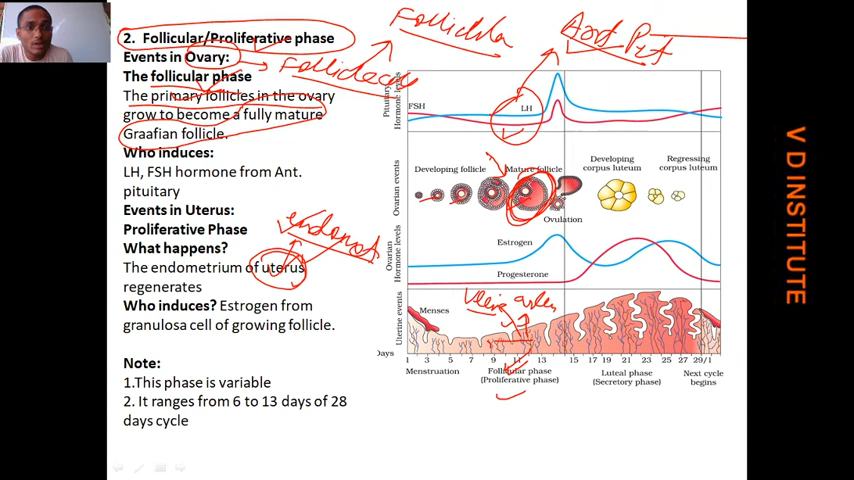 2. Follicular/Proliferative phase
Events in Ovary:
The follicular phase
The primary follicles in the ovary
grow to become a fully mature
Graafian follicle.
Who induces:
LH, FSH hormone from Ant.
pituitary
Events in Uterus:
Proliferative Phase
What happens?
The endometrium of uterus
regenerates
Who induces? Estrogen from
granulosa cell of growing follicle.
Note:
1.This phase is variable
2. It ranges from 6 to 13 days of 28
days cycle
Pituitary
Hormone levels
FSH
LH
Ovarian events
Developing follicle
Mature follicle
Developing
corpus luteum
Regressing
corpus luteum
Ovulation
Ovarian
Hormone levels
Estrogen
Progesterone
Uterine events
Menses
Days
1 3 5 7 9 11 13 15 17 19 21 23 25 27 29/1
Menstruation
Follicular phase
(Proliferative phase)
Luteal phase
(Secretory phase)
Next cycle
begins
V D INSTITUTE